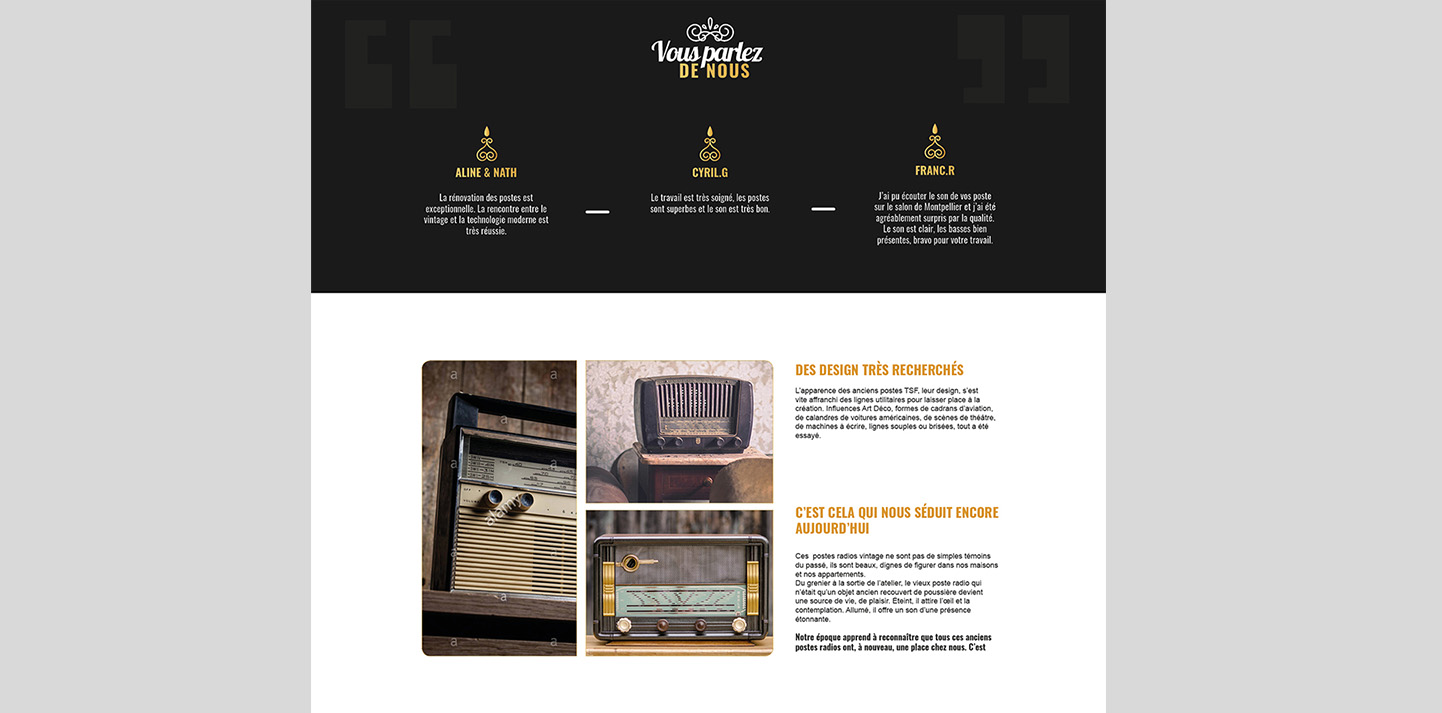 Vous parlez
DE NOUS
ALINE & NATH
La rénovation des postes est
exceptionnelle. La rencontre entre le
vintage et la technologie moderne est
très réussie.
CYRIL.G
Le travail est très soigné, les postes
sont superbes et le son est très bon.
FRANC.R
J'ai pu écouter le son de vos poste
sur le salon de Montpellier et j'ai été
agréablement surpris par la qualité.
Le son est clair, les basses bien
présentes, bravo pour votre travail.
a a
a
a a
alamy
a
a
a a
DES DESIGN TRÈS RECHERCHÉS
L'apparence des anciens postes TSF, leur design, s'est
vite affranchi des lignes utilitaires pour laisser place à la
création. Influences Art Déco, formes de cadrans d'aviation,
de calandres de voitures américaines, de scènes de théâtre,
de machines à écrire, lignes souples ou brisées, tout a été
essayé.
C'EST CELA QUI NOUS SÉDUIT ENCORE
AUJOURD'HUI
Ces postes radios vintage ne sont pas de simples témoins
du passé, ils sont beaux, dignes de figurer dans nos maisons
et nos appartements.
Du grenier à la sortie de l'atelier, le vieux poste radio qui
n'était qu'un objet ancien recouvert de poussière devient
une source de vie, de plaisir. Éteint, il attire l'œil et la
contemplation. Allumé, il offre un son d'une présence
étonnante.
Notre époque apprend à reconnaître que tous ces anciens
postes radios ont, à nouveau, une place chez nous. C'est